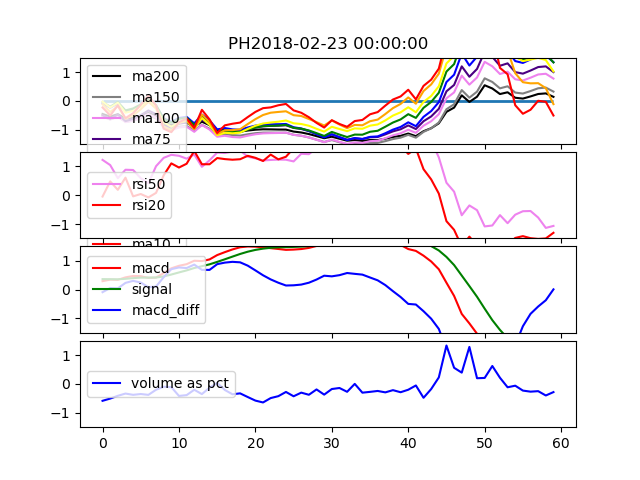 PH2018-02-23 00:00:00
1
0
−1
ma200
ma150
ma100
ma75
1
0
−1
rsi50
rsi20
ma10
1
0
−1
macd
signal
macd_diff
1
0
−1
volume as pct
0 10 20 30 40 50 60